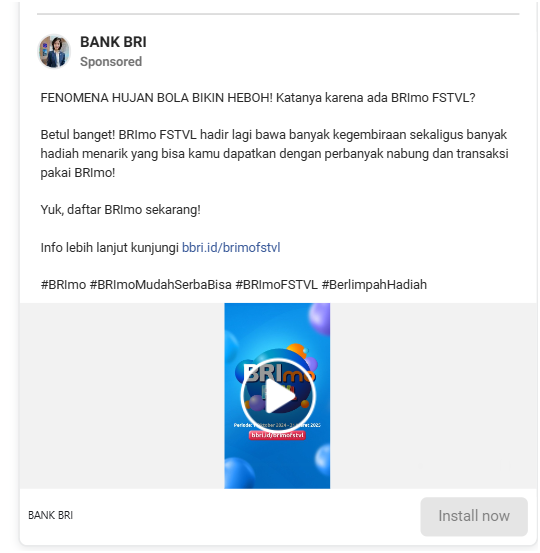 BANK BRI
Sponsored
FENOMENA HUJAN BOLA BIKIN HEBOH! Katanya karena ada BRImo FSTVL?
Betul banget! BRImo FSTVL hadir lagi bawa banyak kegembiraan sekaligus banyak
hadiah menarik yang bisa kamu dapatkan dengan perbanyak nabung dan transaksi
pakai BRImo!
Yuk, daftar BRImo sekarang!
Info lebih lanjut kunjungi bbri.id/brimofstvl
#BRImo #BRImoMudahSerbaBisa #BRImoFSTVL #BerlimpahHadiah
BRImo
Periode: 2024 - 2025
bbri.id/brimofstvl
BANK BRI
Install now